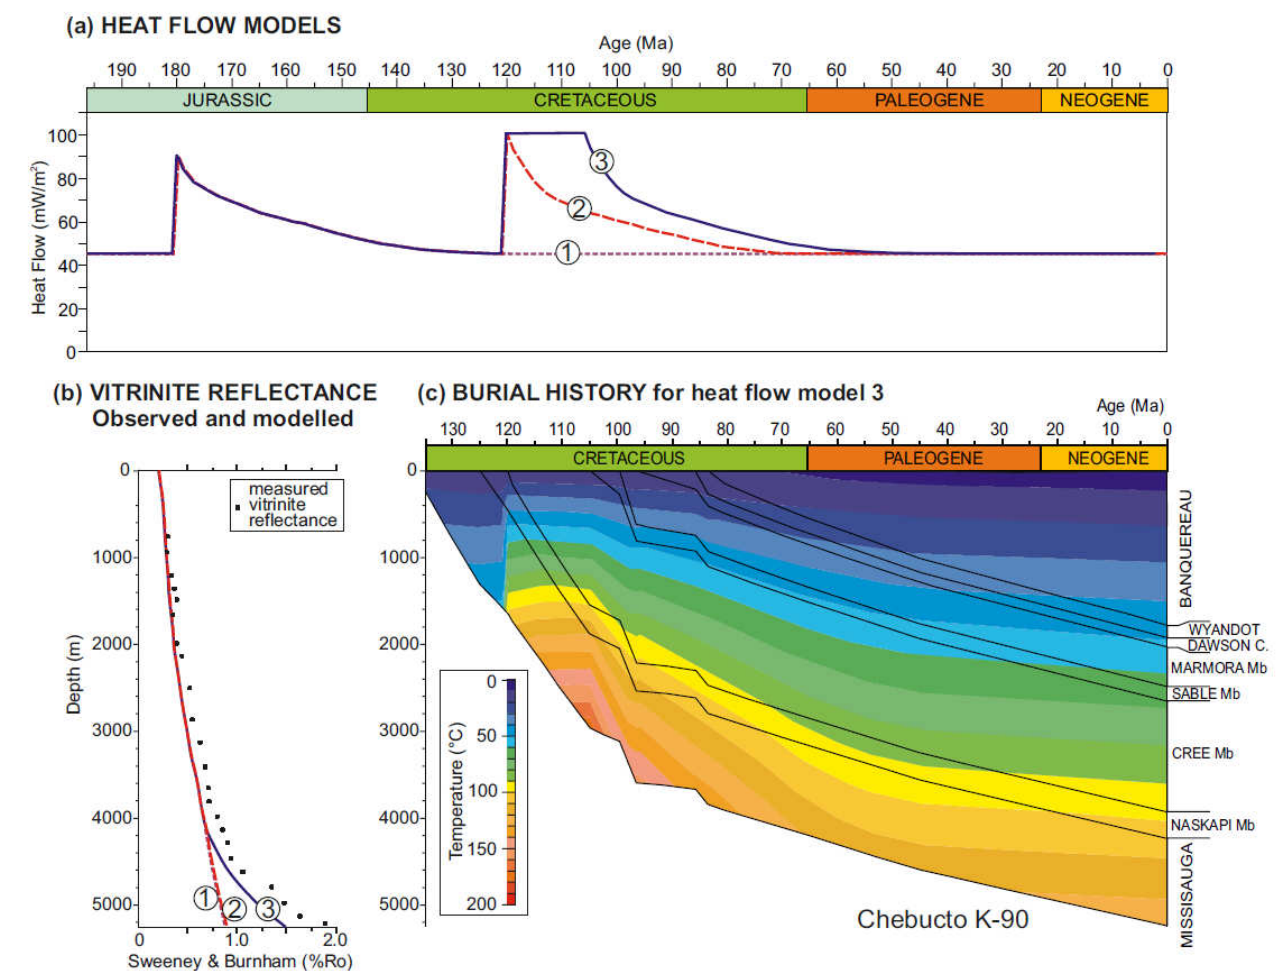 (a) HEAT FLOW MODELS
Age (Ma)
190 180 170 160 150 140 130 120 110 100 90 80 70 60 50 40 30 20 10 0
JURASSIC CRETACEOUS PALEOGENE NEOGENE
Heat Flow (mW/m²)
100
80
60
40
20
0
3
2
1
(b) VITRINITE REFLECTANCE
Observed and modelled
measured
vitrinite
reflectance
Depth (m)
0
1000
2000
3000
4000
5000
1 2 3
0 1.0 2.0
Sweeney & Burnham (%Ro)
(c) BURIAL HISTORY for heat flow model 3
Age (Ma)
130 120 110 100 90 80 70 60 50 40 30 20 10 0
CRETACEOUS PALEOGENE NEOGENE
0
1000
2000
3000
4000
5000
Temperature (°C)
0
50
100
150
200
BANQUEREAU
WYANDOT
DAWSON C.
MARMORA Mb
SABLE Mb
CREE Mb
NASKAPI Mb
MISSISAUGA
Chebucto K-90